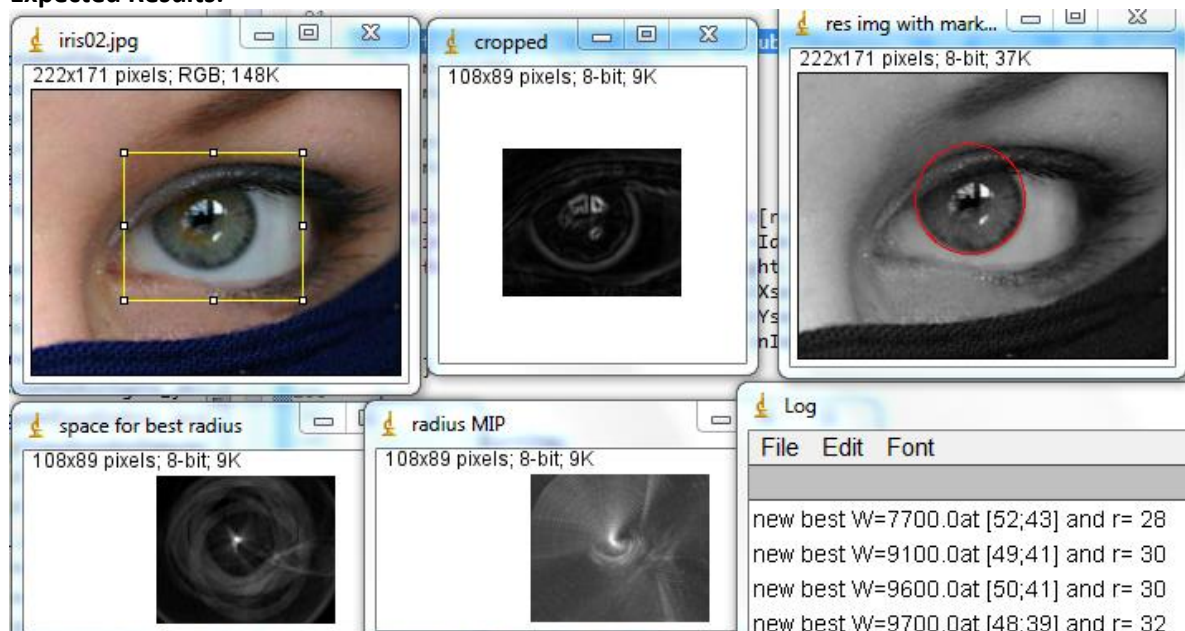 Expected Results:
iris02.jpg
222x171 pixels; RGB; 148K
cropped
108x89 pixels; 8-bit; 9K
res img with mark...
222x171 pixels; 8-bit; 37K
space for best radius
108x89 pixels; 8-bit; 9K
radius MIP
108x89 pixels; 8-bit; 9K
Log
File Edit Font
new best W=7700.0at [52;43] and r= 28
new best W=9100.0at [49;41] and r= 30
new best W=9600.0at [50;41] and r= 30
new best W=9700.0at [48;39] and r= 32